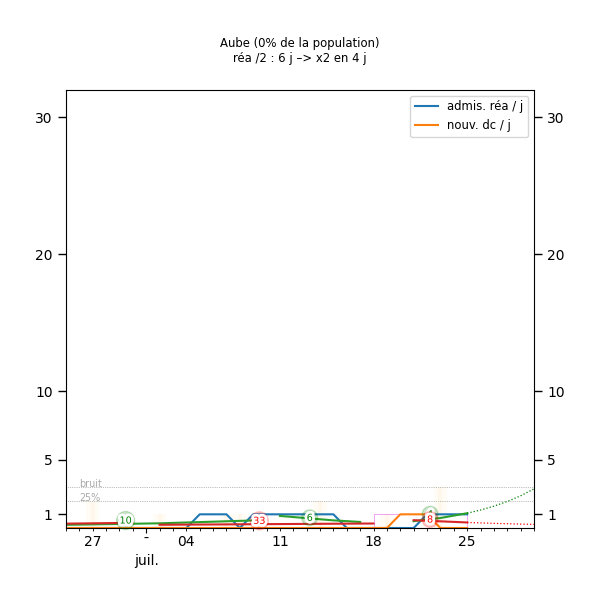 Aube (0% de la population)
réa /2 : 6 j –> x2 en 4 j
admis. réa / j
nouv. dc / j
30 30
20 20
10 10
5 5
bruit
25%
1 1
10 33 6 8
27 - 04 11 18 25
juil.